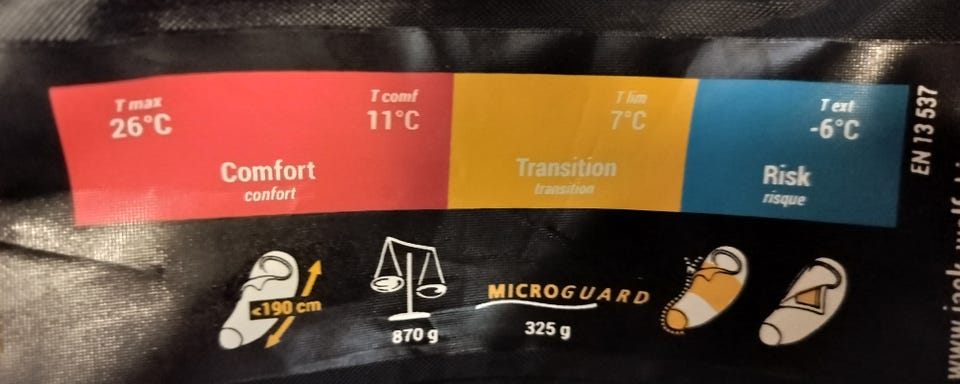 T max
26°C
T comf
11°C
T lim
7°C
T ext
-6°C
Comfort
confort
Transition
transition
Risk
risque
EN 13 537
<190 cm
870 g
MICROGUARD
325 g